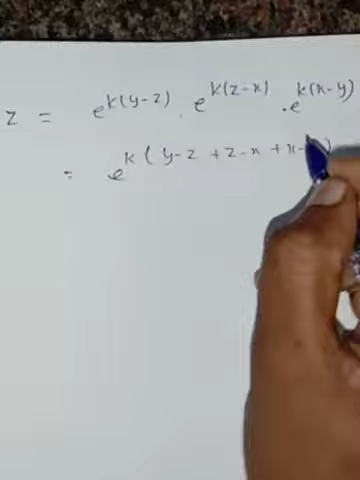 z = e^{k(y-z)} . e^{k(z-x)} . e^{k(x-y)}
= e^{k(y-z+z-x+x-